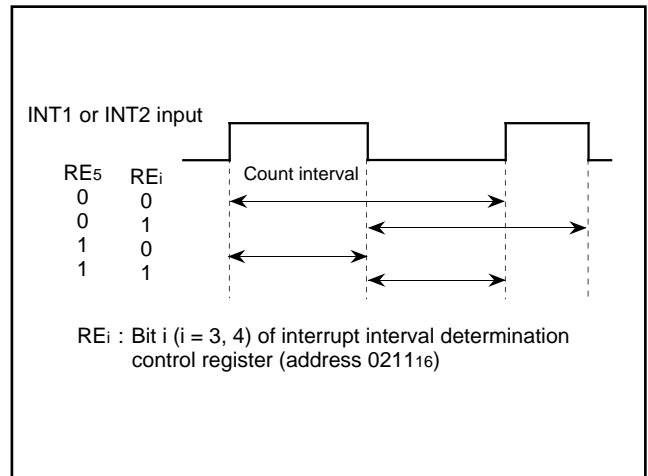 INT1 or INT2 input
RE5 REi Count interval
0 0
0 1
1 0
1 1
REi : Bit i (i = 3, 4) of interrupt interval determination
control register (address 021116)